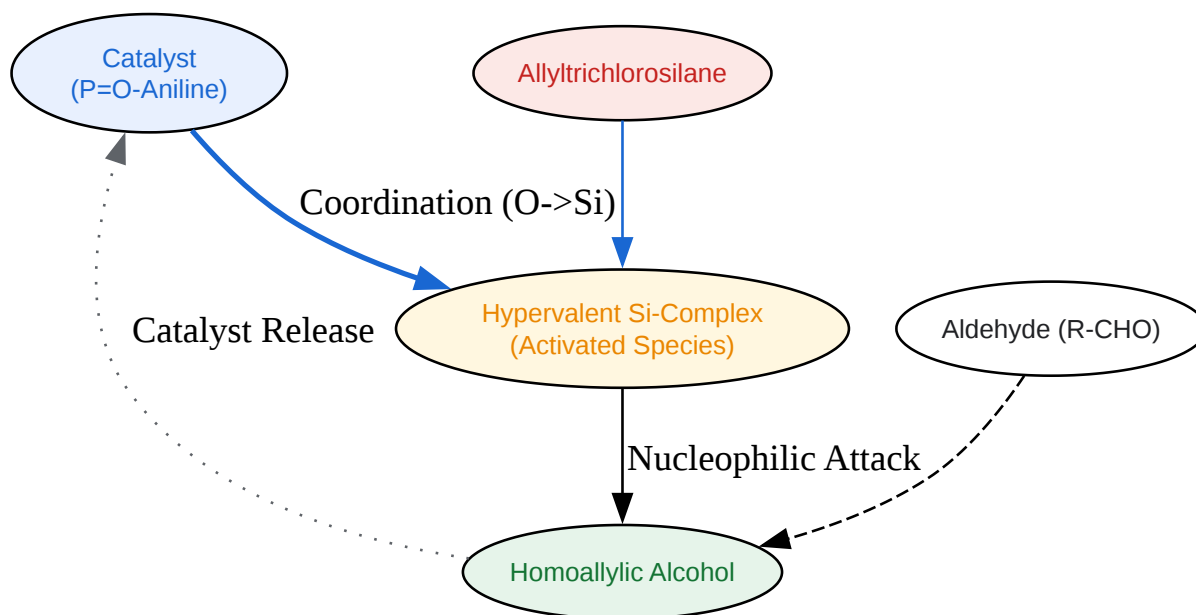 Catalyst
(P=O-Aniline)
Allyltrichlorosilane
Coordination (O->Si)
Hypervalent Si-Complex
(Activated Species)
Aldehyde (R-CHO)
Catalyst Release
Nucleophilic Attack
Homoallylic Alcohol